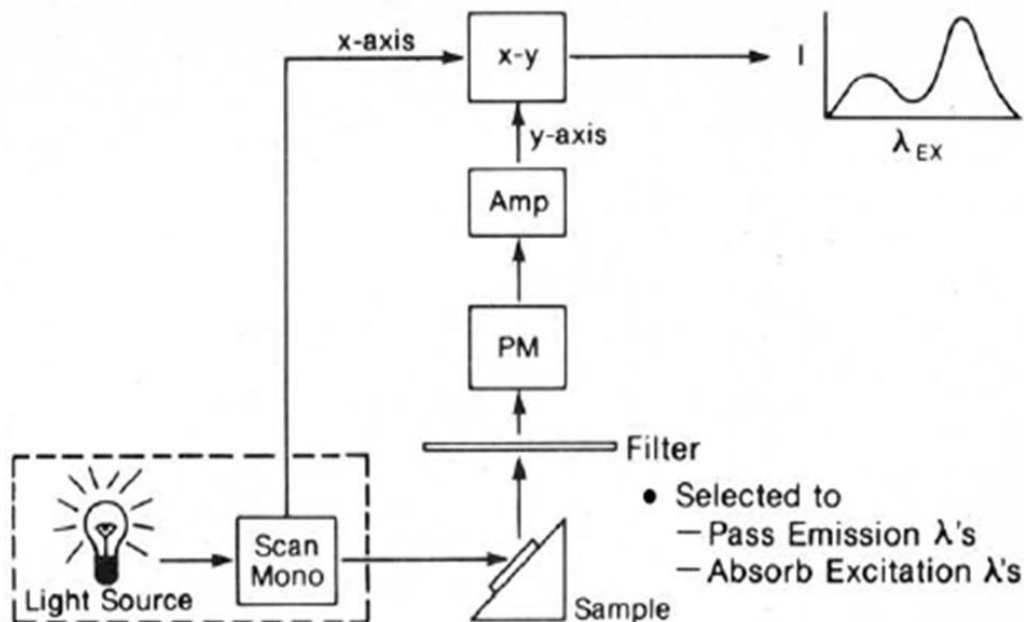 x-axis
x-y
I
λEX
y-axis
Amp
PM
Filter
• Selected to
—Pass Emission λ's
—Absorb Excitation λ's
Scan
Mono
Light Source
Sample